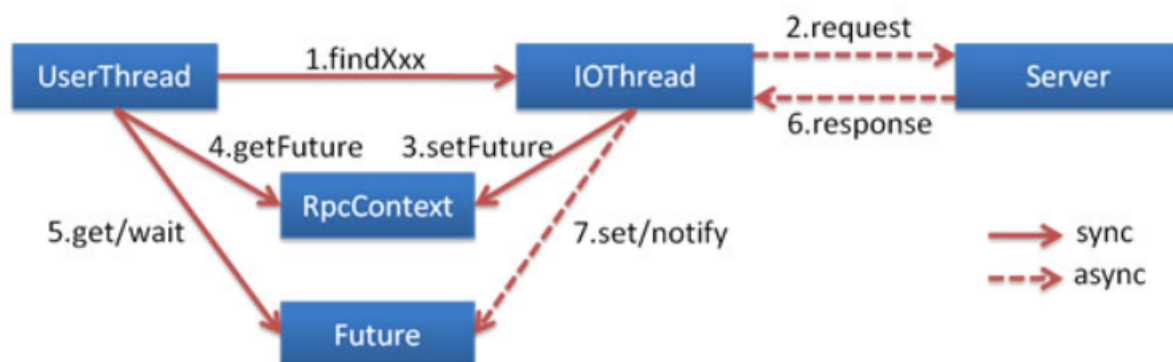 2.request
1.findXxx
UserThread
IOThread
Server
6.response
4.getFuture
3.setFuture
RpcContext
5.get/wait
7.set/notify
sync
async
Future